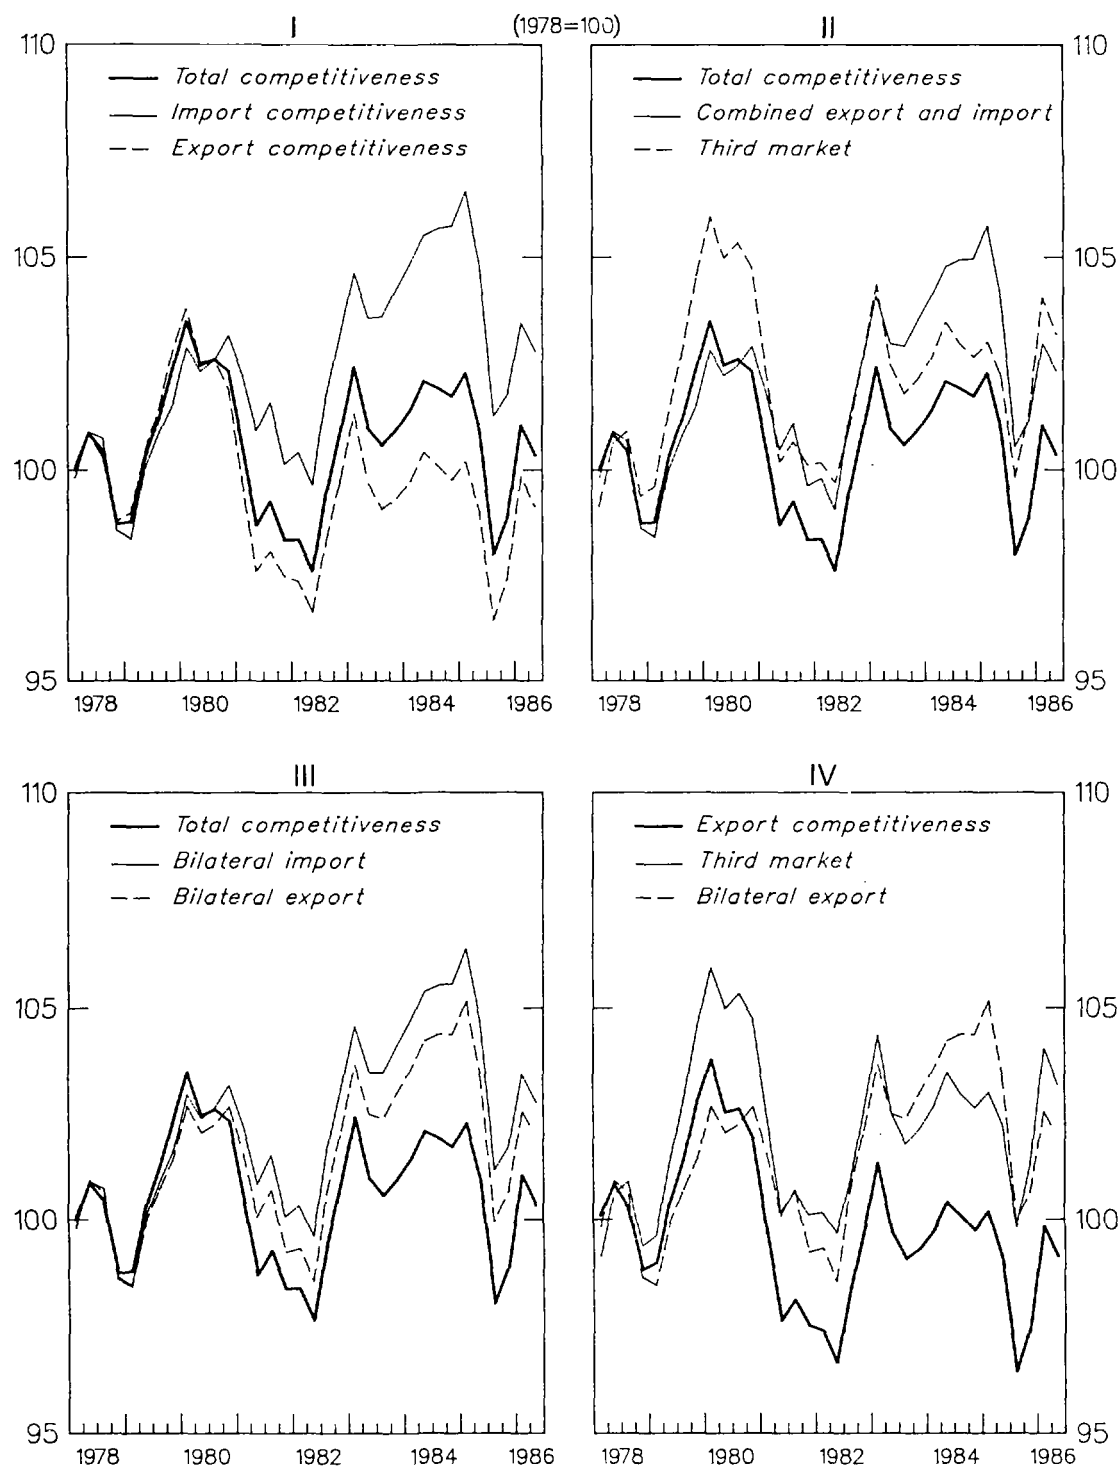 I (1978=100) II
110 110
Total competitiveness
Import competitiveness
Export competitiveness
Total competitiveness
Combined export and import
Third market
105 105
100 100
95 95
1978 1980 1982 1984 1986
1978 1980 1982 1984 1986
III IV
110 110
Total competitiveness
Bilateral import
Bilateral export
Export competitiveness
Third market
Bilateral export
105 105
100 100
95 95
1978 1980 1982 1984 1986
1978 1980 1982 1984 1986